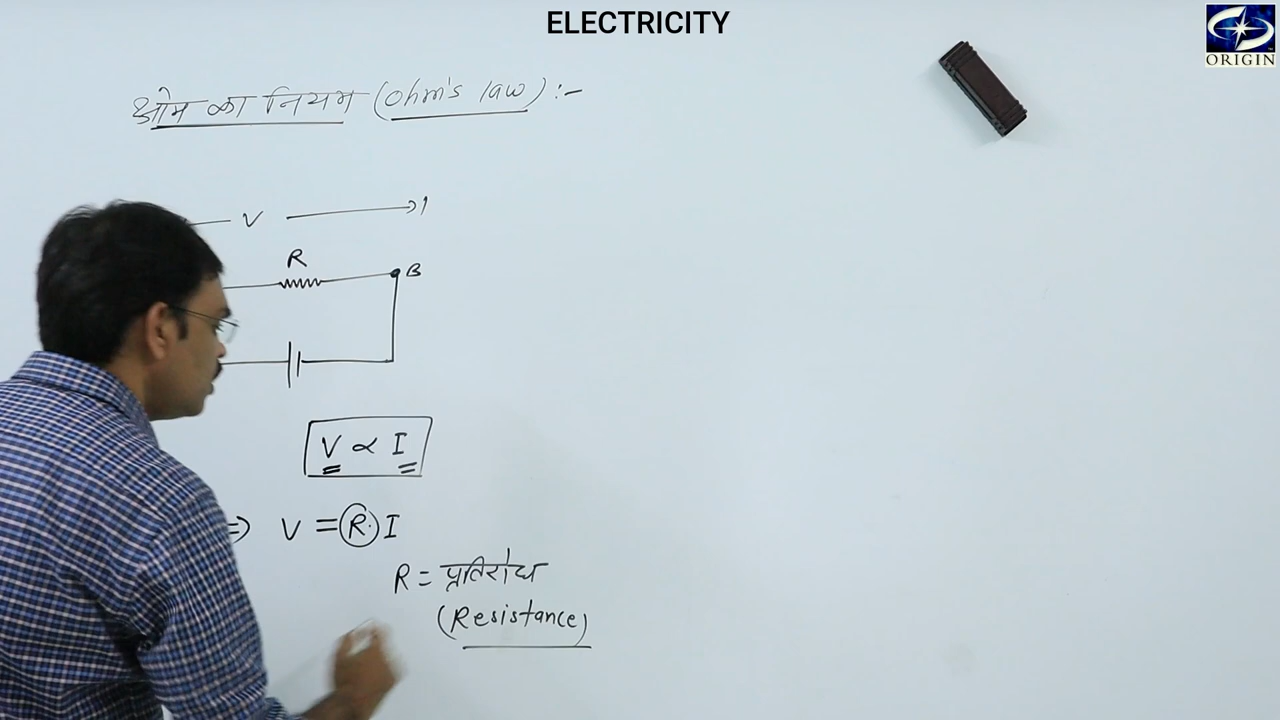 ELECTRICITY
ORIGIN
ओम का नियम (ohm's law) :-
V
R
B
V ∝ I
⇒ V = R. I
R = प्रतिरोध
(Resistance)